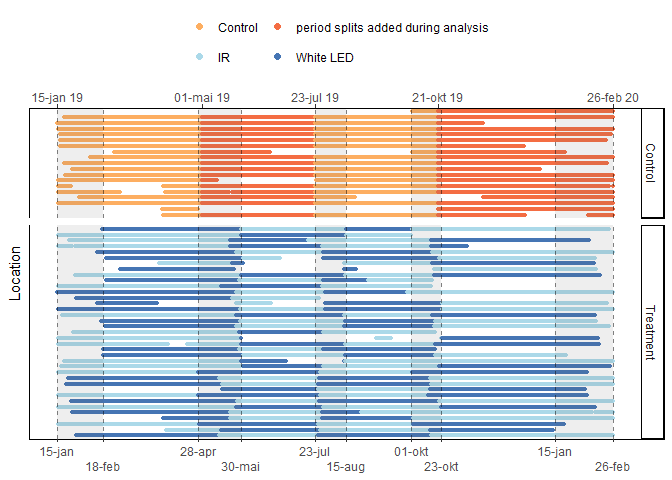 Control
period splits added during analysis
IR
White LED
15-jan 19 01-mai 19 23-jul 19 21-okt 19 26-feb 20
Control
Location
Treatment
15-jan 28-apr 23-jul 01-okt 15-jan
18-feb 30-mai 15-aug 23-okt 26-feb